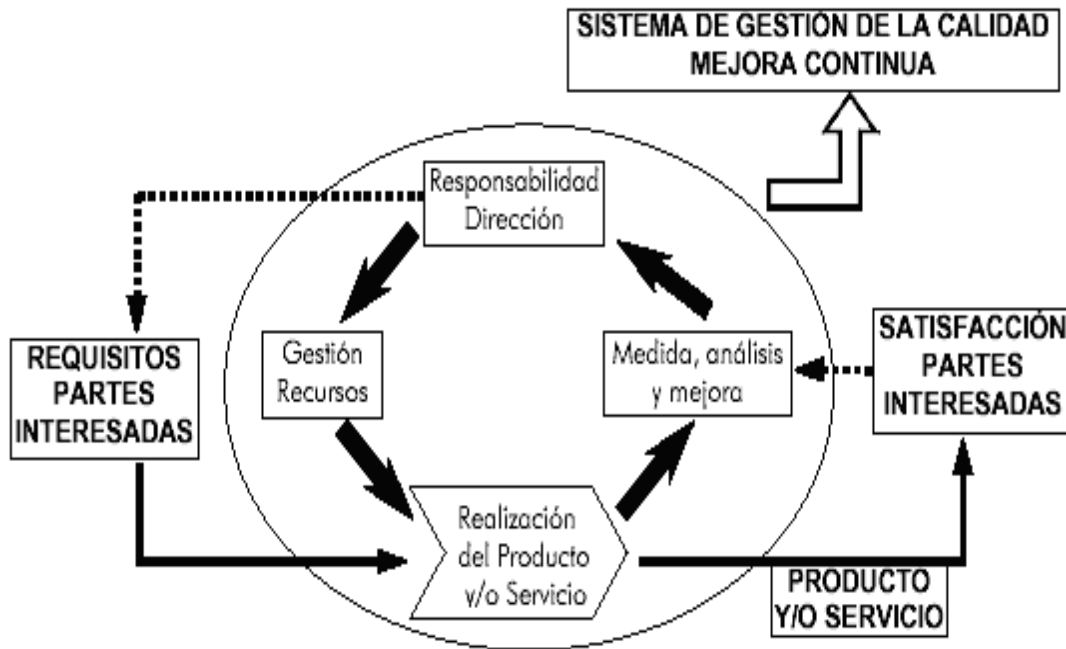 SISTEMA DE GESTIÓN DE LA CALIDAD
MEJORA CONTINUA
Responsabilidad
Dirección
REQUISITOS
PARTES
INTERESADAS
Gestión
Recursos
Medida, análisis
y mejora
SATISFACCIÓN
PARTES
INTERESADAS
Realización
del Producto
y/o Servicio
PRODUCTO
Y/O SERVICIO